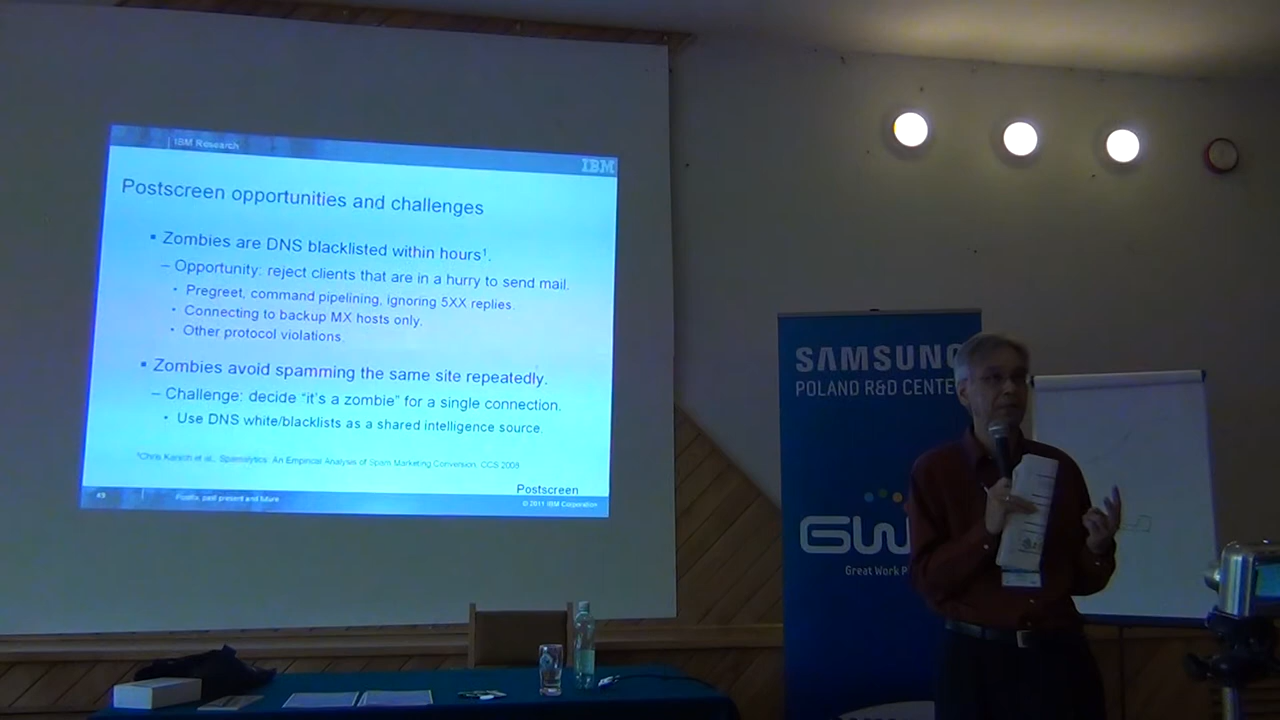 IBM Research
IBM
Postscreen opportunities and challenges
▪ Zombies are DNS blacklisted within hours¹.
– Opportunity: reject clients that are in a hurry to send mail.
• Pregreet, command pipelining, ignoring 5XX replies.
• Connecting to backup MX hosts only.
• Other protocol violations.
▪ Zombies avoid spamming the same site repeatedly.
– Challenge: decide “it's a zombie” for a single connection.
• Use DNS white/blacklists as a shared intelligence source.
¹Chris et al., Spamalytics: An Empirical Analysis of Spam Marketing Conversion, CCS 2008
Postscreen
49
Postfix, past present and future
© 2011 IBM Corporation
SAMSUNG
POLAND R&D CENTE
GW
Great Work P